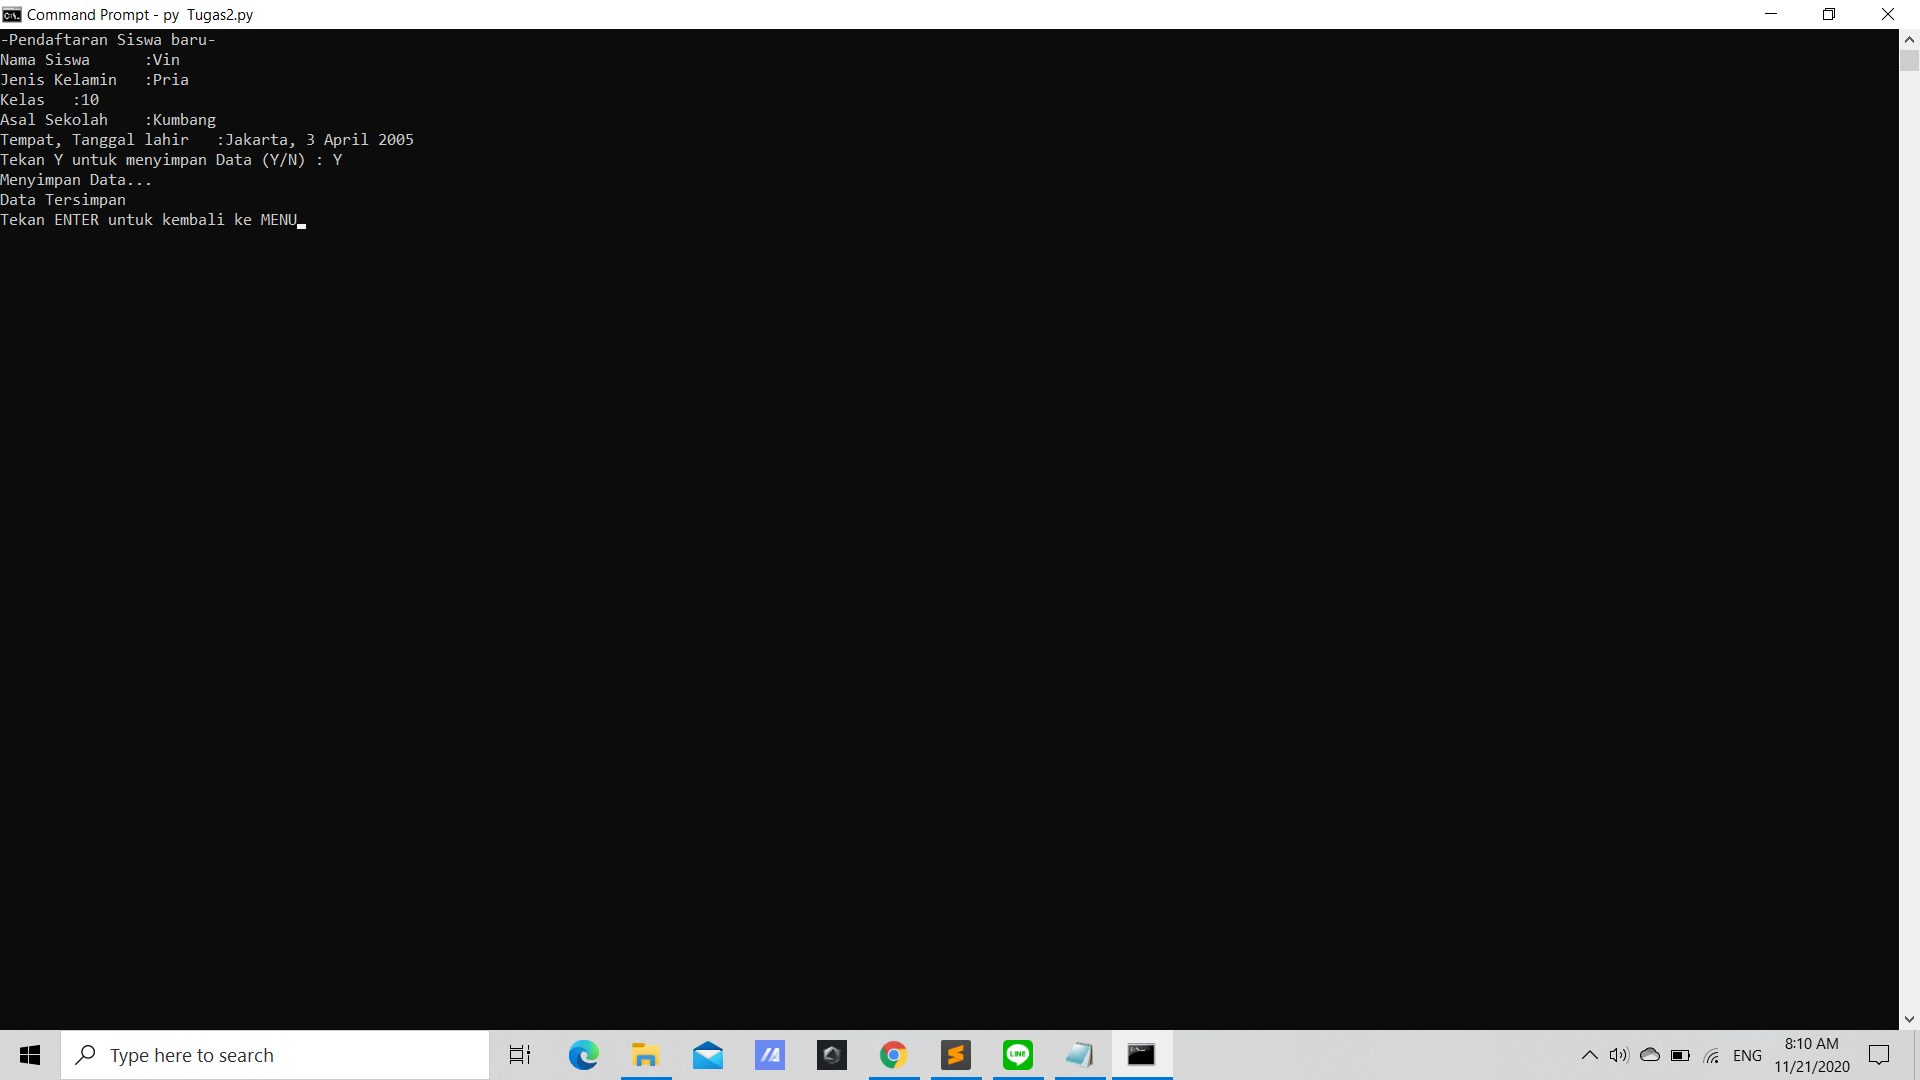 Command Prompt - py  Tugas2.py
-Pendaftaran Siswa baru-
Nama Siswa      :Vin
Jenis Kelamin   :Pria
Kelas   :10
Asal Sekolah    :Kumbang
Tempat, Tanggal lahir   :Jakarta, 3 April 2005
Tekan Y untuk menyimpan Data (Y/N) : Y
Menyimpan Data...
Data Tersimpan
Tekan ENTER untuk kembali ke MENU
Type here to search
LINE
ENG
8:10 AM
11/21/2020